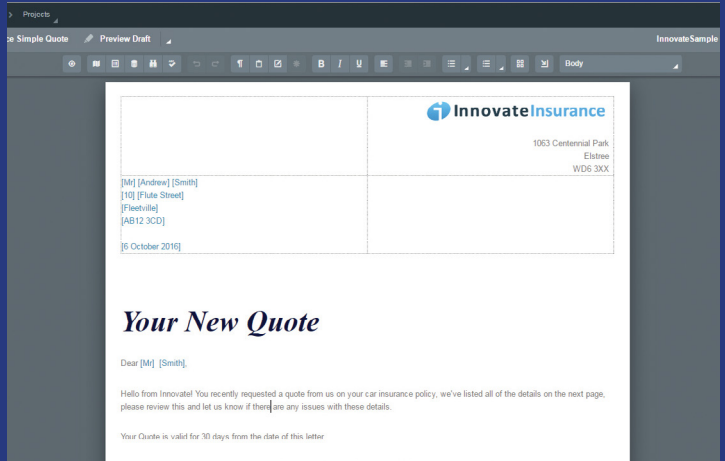 Projects
ce Simple Quote
Preview Draft
InnovateSample
B I U
Body
InnovateInsurance
1063 Centennial Park
Elstree
WD6 3XX
[Mr] [Andrew] [Smith]
[10] [Flute Street]
[Fleetville]
[AB12 3CD]
[6 October 2016]
Your New Quote
Dear [Mr] [Smith],
Hello from Innovate! You recently requested a quote from us on your car insurance policy, we've listed all of the details on the next page,
please review this and let us know if there are any issues with these details.
Your Quote is valid for 30 days from the date of this letter